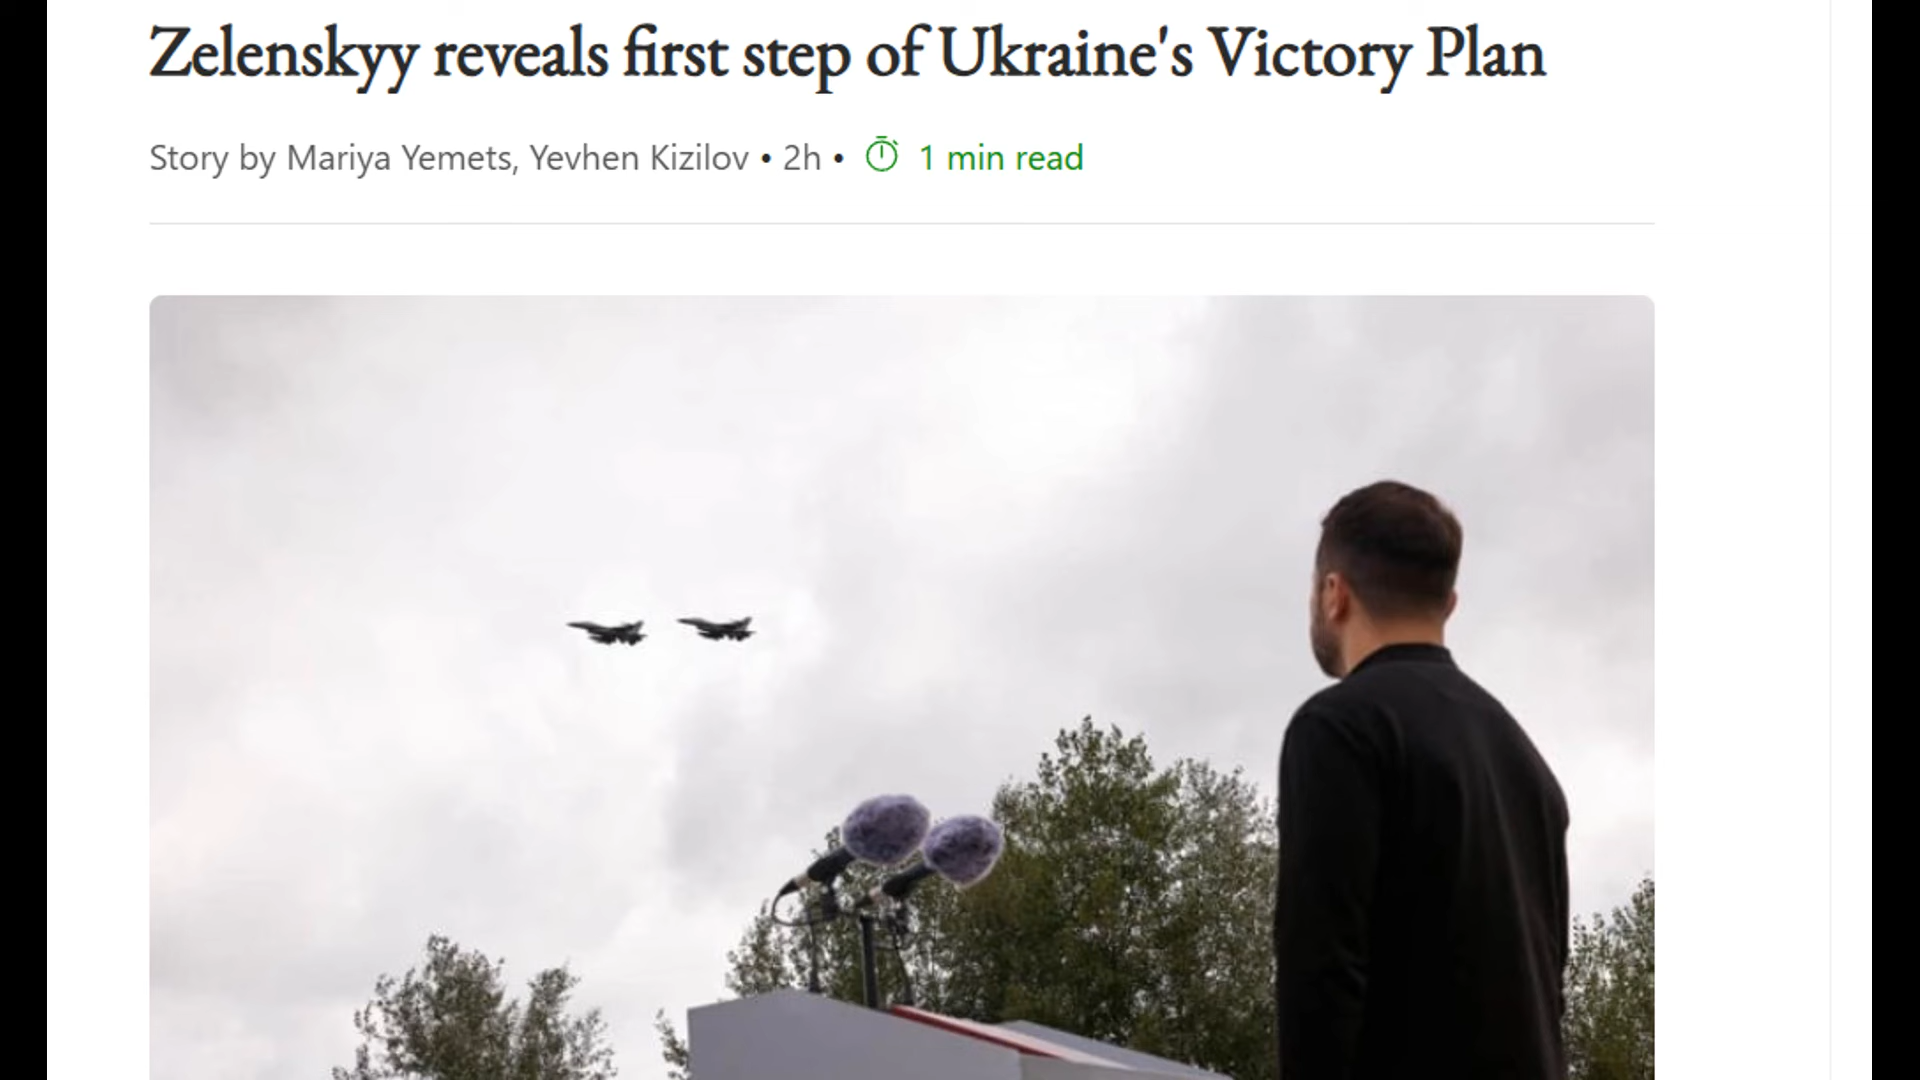 Zelenskyy reveals first step of Ukraine's Victory Plan
Story by Mariya Yemets, Yevhen Kizilov • 2h • 1 min read